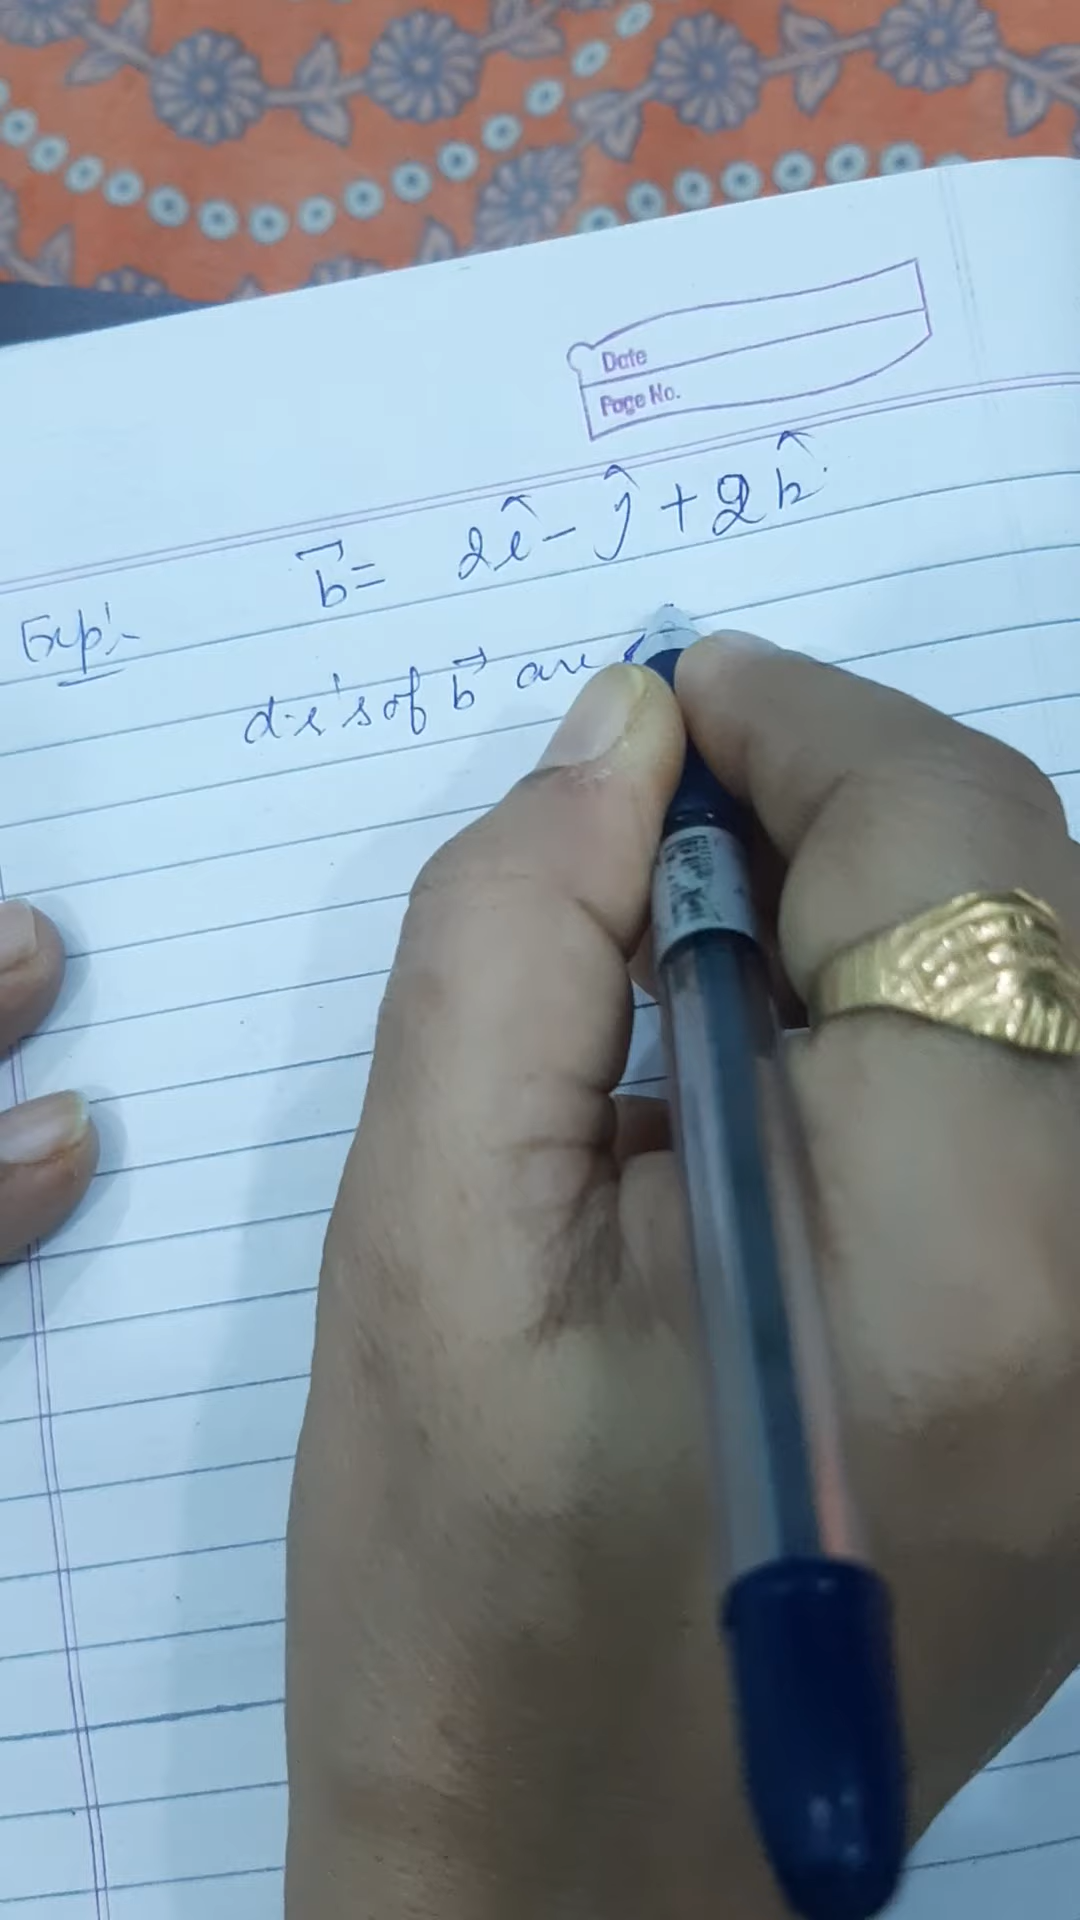 Date
Page No.
Exp:-
b⃗ = 2î - ĵ + 2k̂
d.r's of b⃗ are